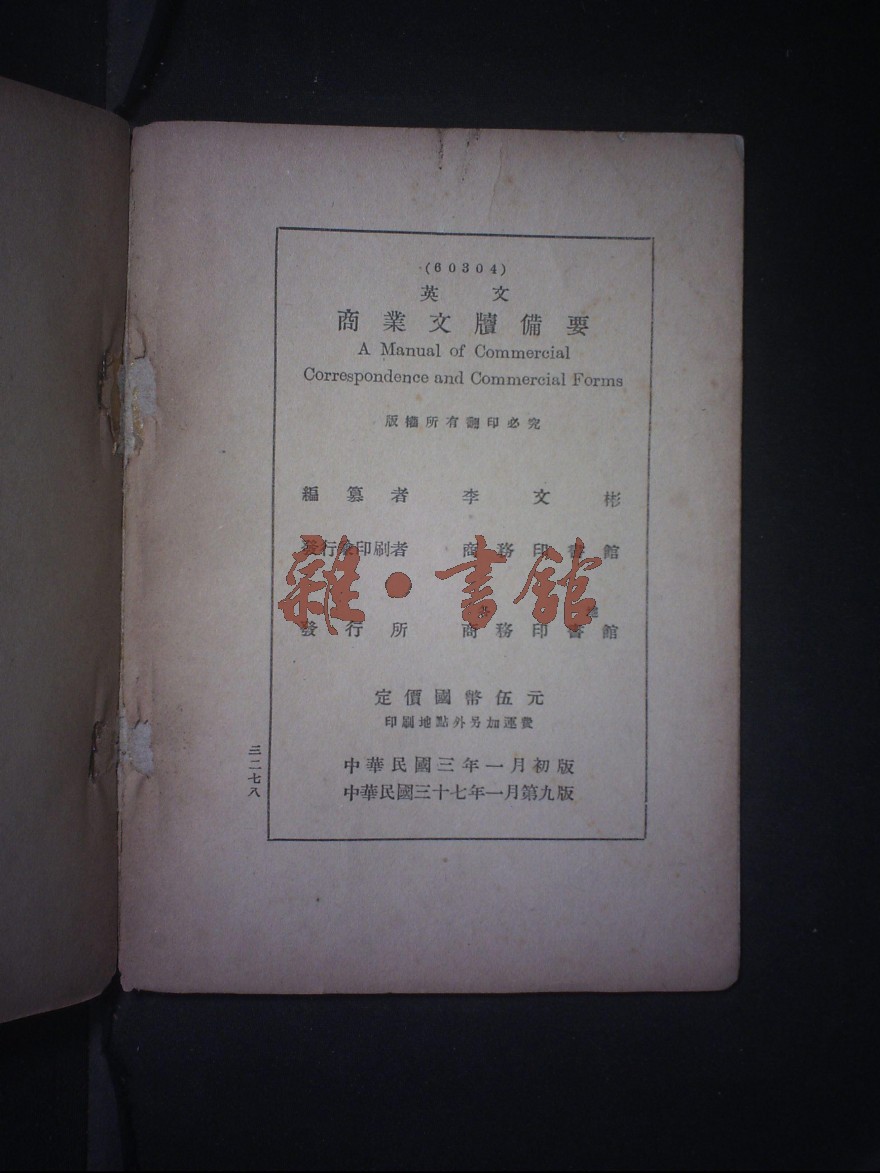 (60304)
英文
商業文牘備要
A Manual of Commercial
Correspondence and Commercial Forms
版權所有翻印必究
編纂者 李文彬
發行兼印刷者 商務印書館
各地
發行所 商務印書館
定價國幣伍元
印刷地點外另加運費
中華民國三年一月初版
中華民國三十七年一月第九版
三二七八
雜·書館